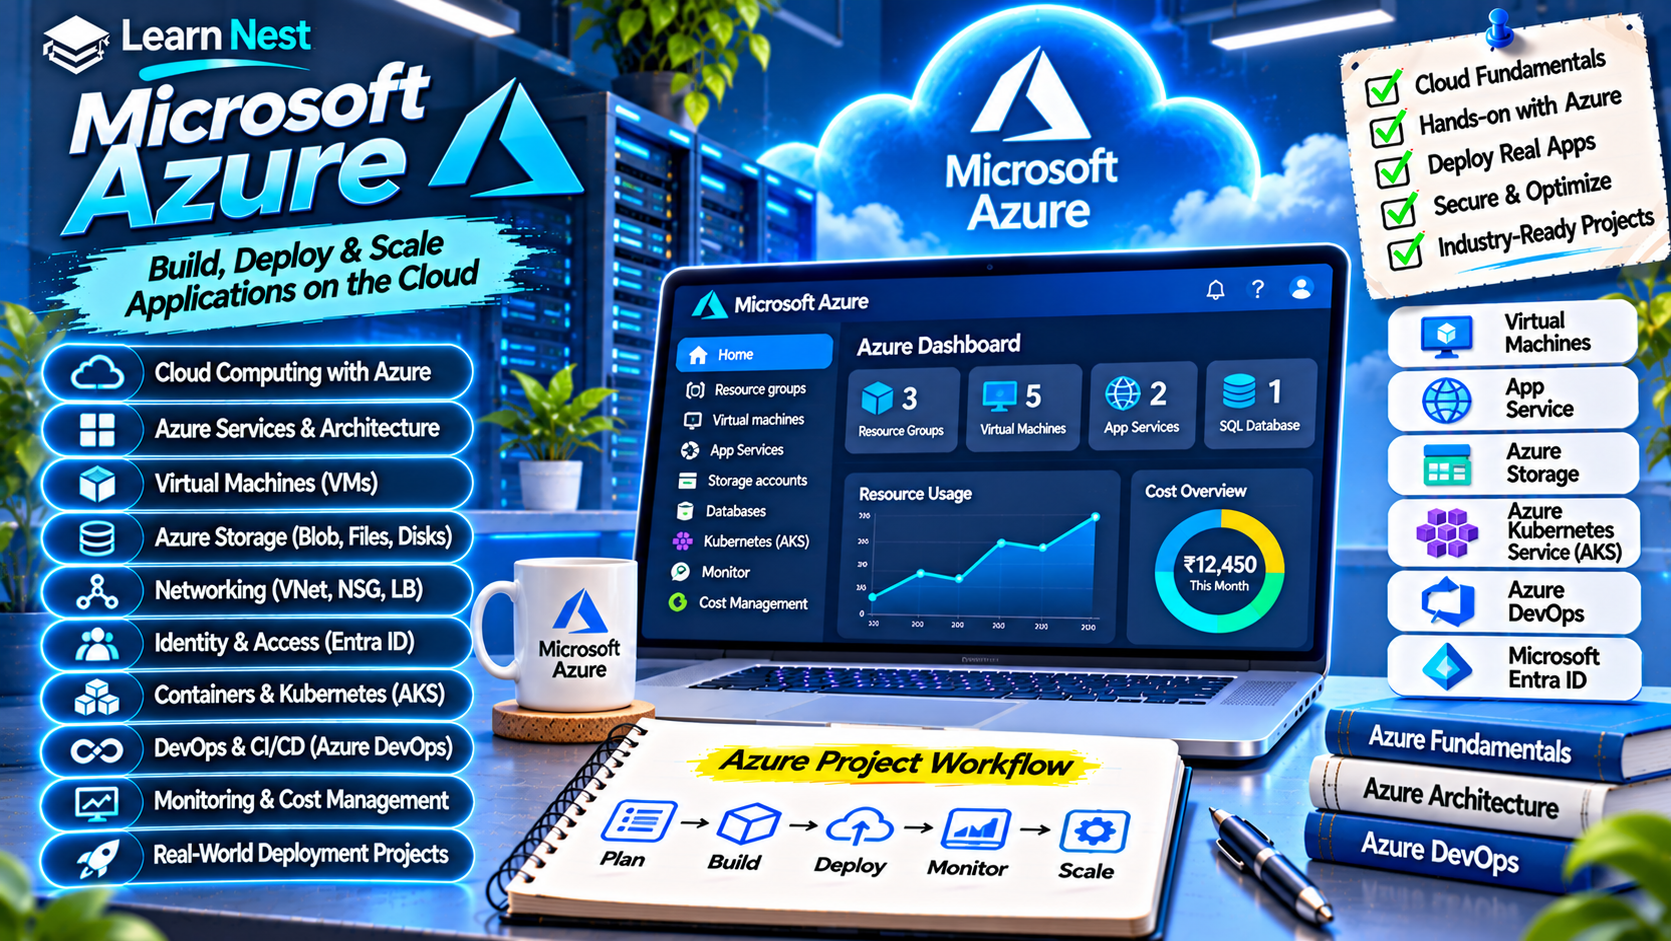 Learn Nest
Microsoft
Azure
Build, Deploy & Scale
Applications on the Cloud
Cloud Computing with Azure
Azure Services & Architecture
Virtual Machines (VMs)
Azure Storage (Blob, Files, Disks)
Networking (VNet, NSG, LB)
Identity & Access (Entra ID)
Containers & Kubernetes (AKS)
DevOps & CI/CD (Azure DevOps)
Monitoring & Cost Management
Real-World Deployment Projects
Microsoft
Azure
Microsoft Azure
?
Home
Resource groups
Virtual machines
App Services
Storage accounts
Databases
Kubernetes (AKS)
Monitor
Cost Management
Azure Dashboard
3
Resource Groups
5
Virtual Machines
2
App Services
1
SQL Database
Resource Usage
0
Cost Overview
₹12,450
This Month
Microsoft
Azure
Azure Project Workflow
Plan
Build
Deploy
Monitor
Scale
Cloud Fundamentals
Hands-on with Azure
Deploy Real Apps
Secure & Optimize
Industry-Ready Projects
Virtual
Machines
App
Service
Azure
Storage
Azure
Kubernetes
Service (AKS)
Azure
DevOps
Microsoft
Entra ID
Azure Fundamentals
Azure Architecture
Azure DevOps